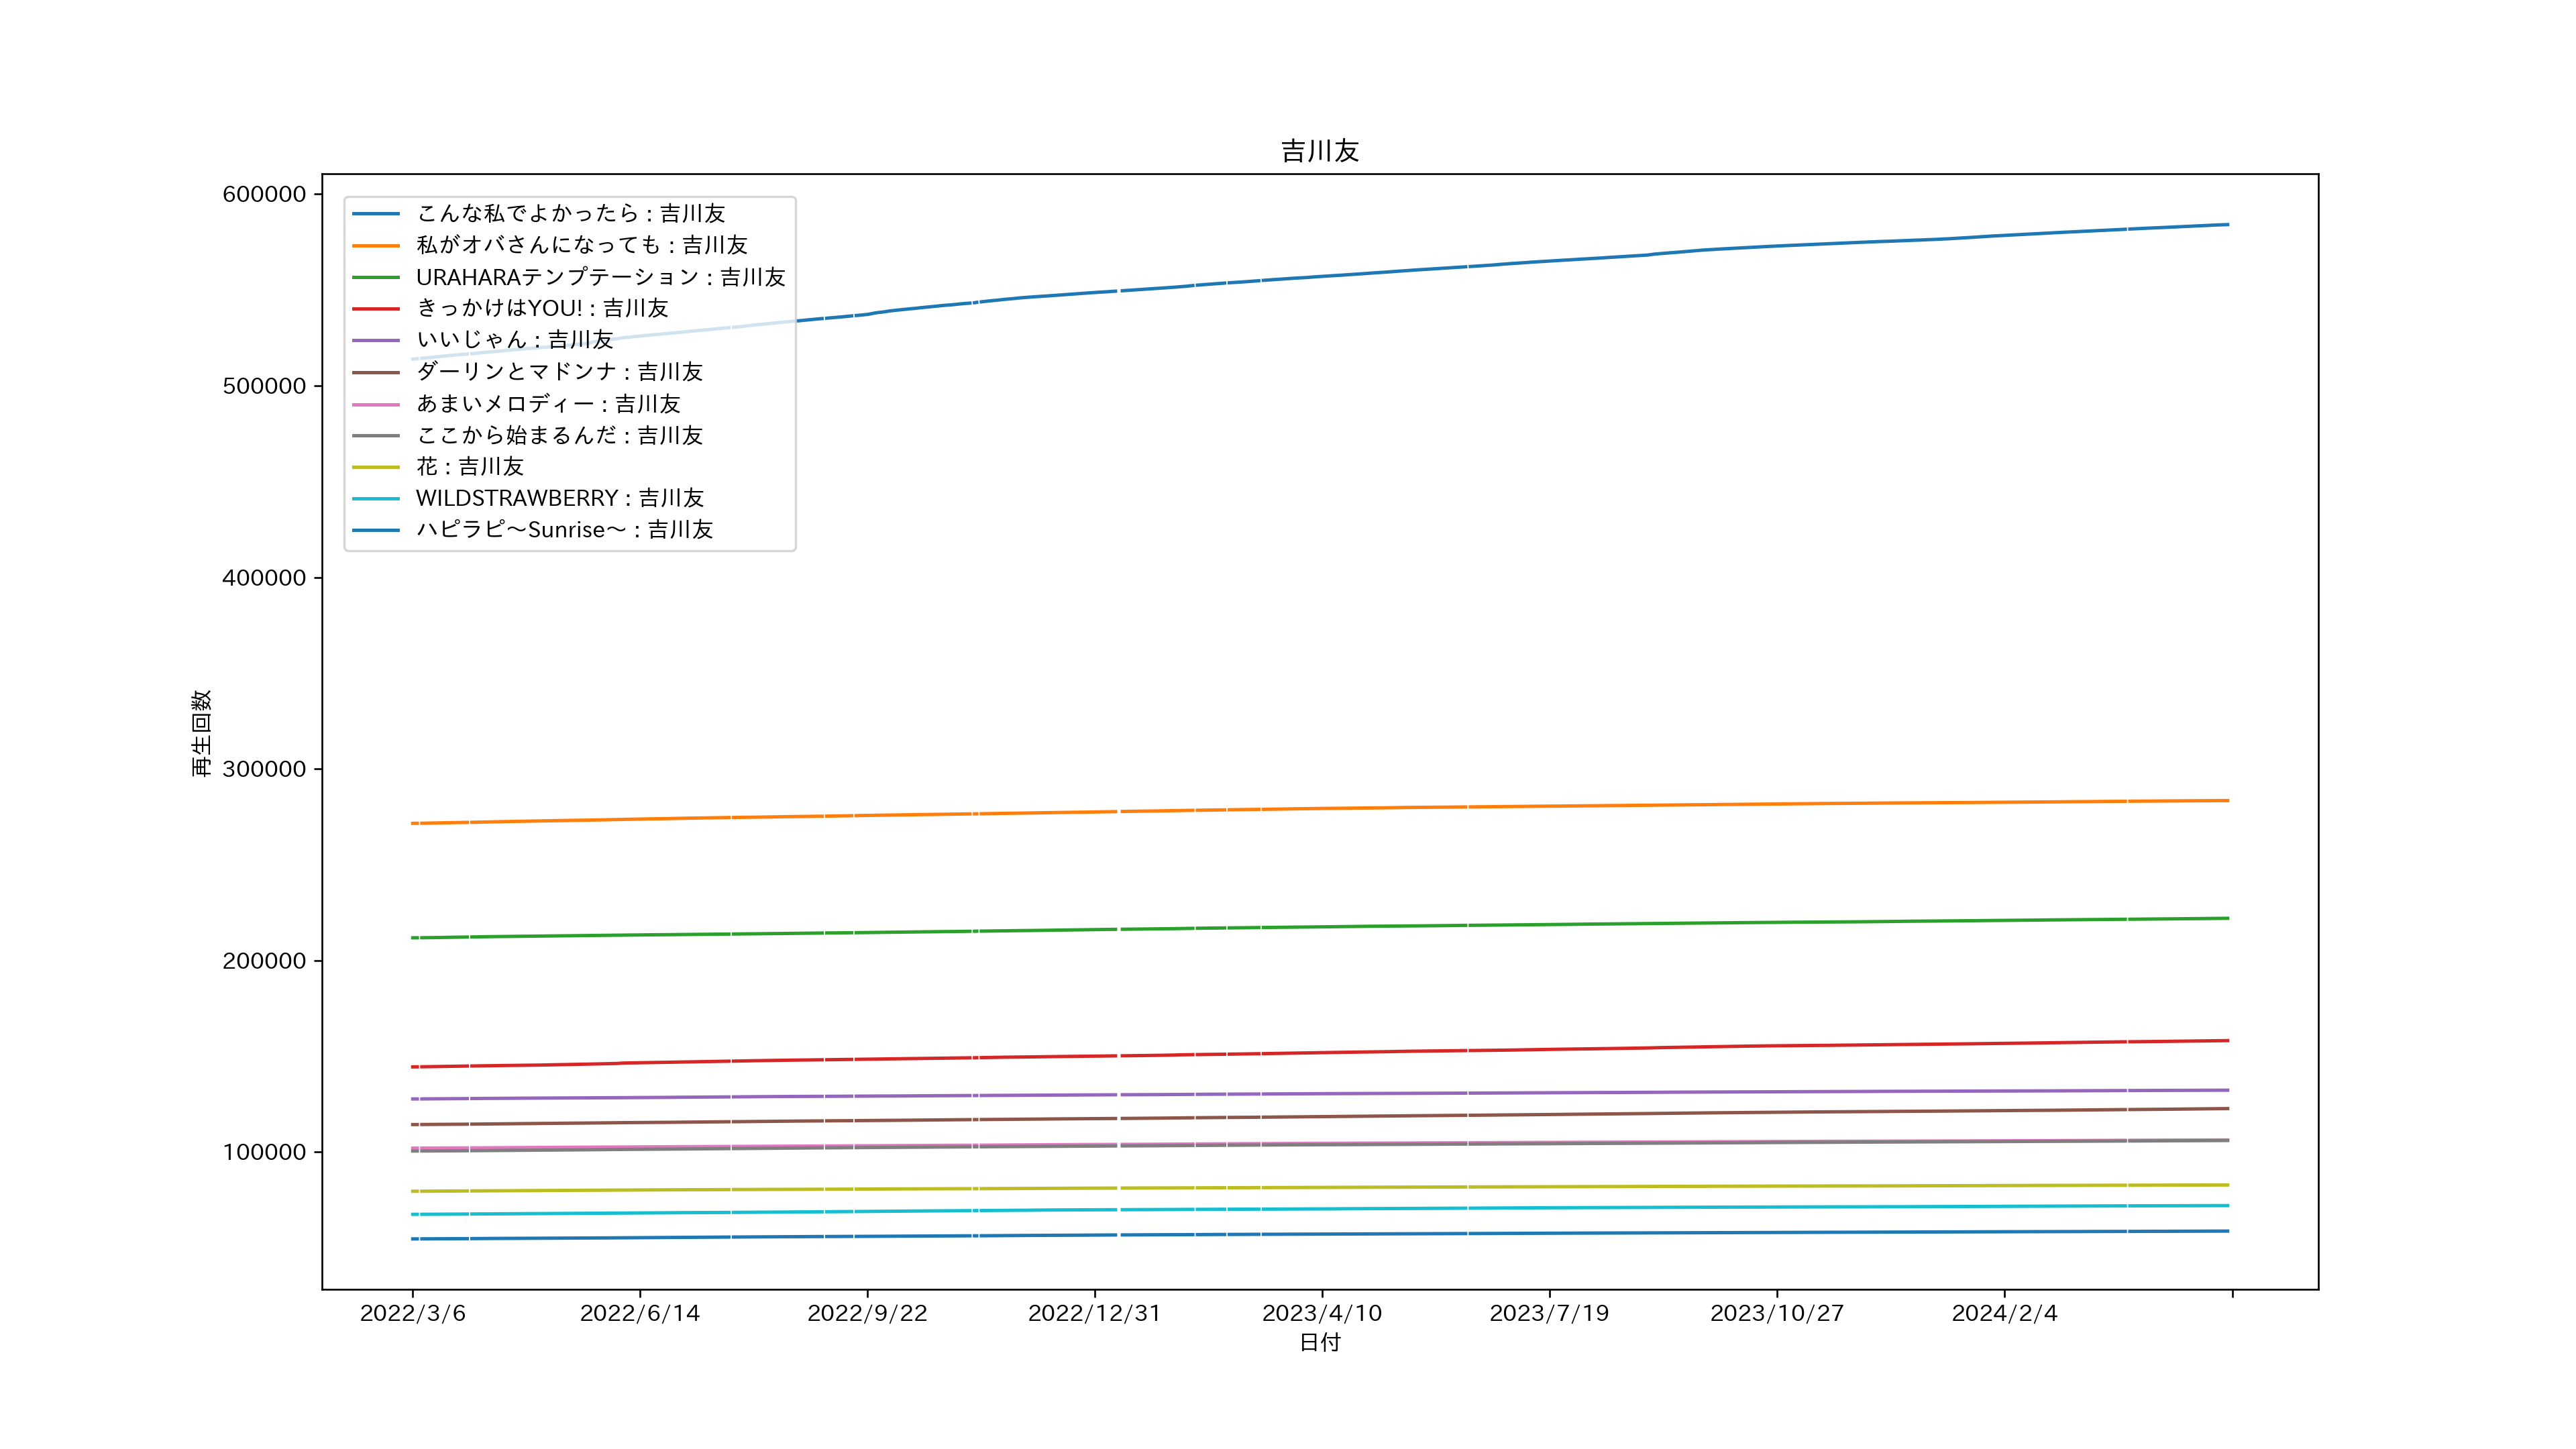 吉川友
600000
500000
400000
300000
200000
100000
再生回数
こんな私でよかったら : 吉川友
私がオバさんになっても : 吉川友
URAHARAテンプテーション : 吉川友
きっかけはYOU! : 吉川友
いいじゃん : 吉川友
ダーリンとマドンナ : 吉川友
あまいメロディー : 吉川友
ここから始まるんだ : 吉川友
花 : 吉川友
WILDSTRAWBERRY : 吉川友
ハピラピ～Sunrise～ : 吉川友
2022/3/6 2022/6/14 2022/9/22 2022/12/31 2023/4/10 2023/7/19 2023/10/27 2024/2/4
日付